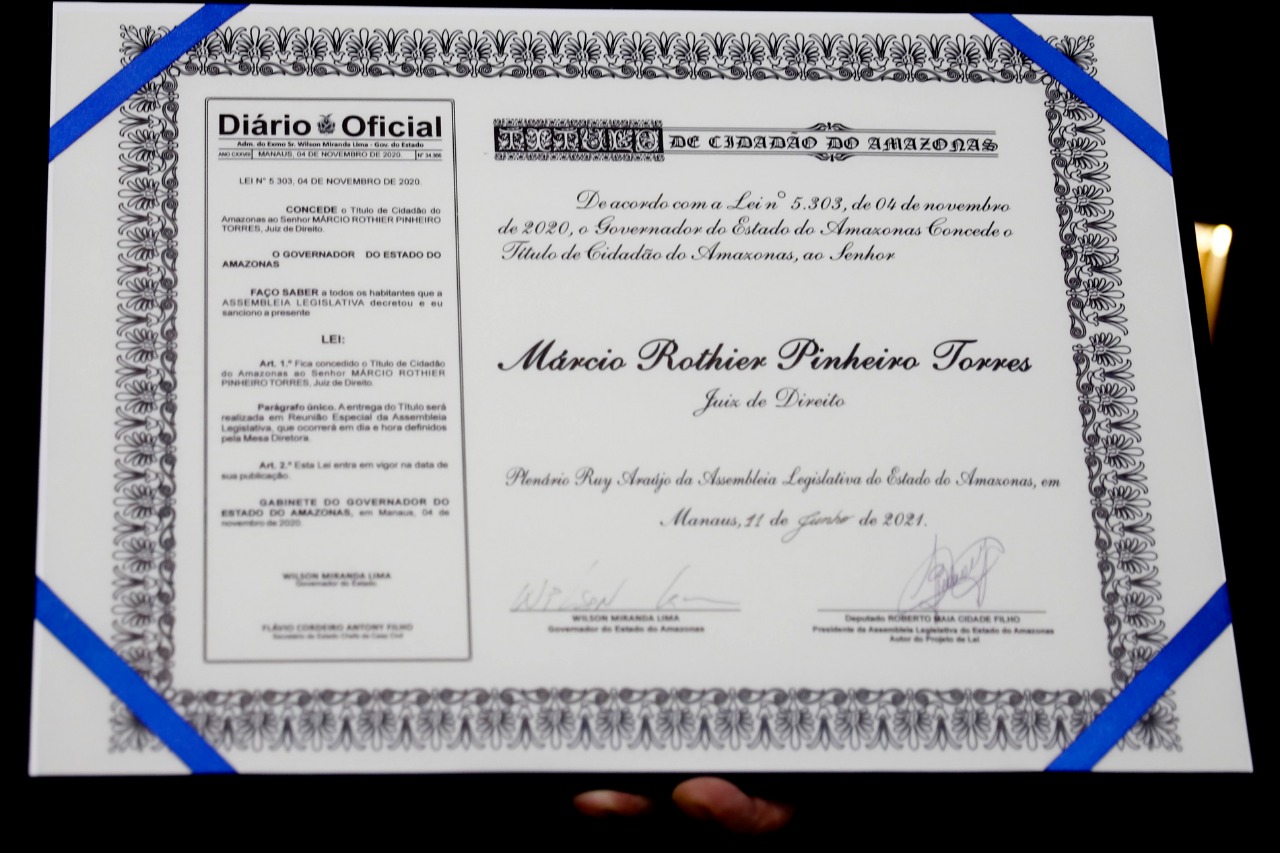 Diário Oficial
Adm. do Exmo Sr. Wilson Miranda Lima - Gov. do Estado
ANO CXXVII MANAUS, 04 DE NOVEMBRO DE 2020. Nº 34.866
LEI Nº 5.303, 04 DE NOVEMBRO DE 2020.
CONCEDE o Título de Cidadão do
Amazonas ao Senhor MÁRCIO ROTHIER PINHEIRO
TORRES, Juiz de Direito.
O GOVERNADOR DO ESTADO DO
AMAZONAS
FAÇO SABER a todos os habitantes que a
ASSEMBLEIA LEGISLATIVA decretou e eu
sanciono a presente
LEI:
Art. 1.º Fica concedido o Título de Cidadão
do Amazonas ao Senhor MÁRCIO ROTHIER
PINHEIRO TORRES, Juiz de Direito.
Parágrafo único. A entrega do Título será
realizada em Reunião Especial da Assembleia
Legislativa, que ocorrerá em dia e hora definidos
pela Mesa Diretora.
Art. 2.º Esta Lei entra em vigor na data de
sua publicação.
GABINETE DO GOVERNADOR DO
ESTADO DO AMAZONAS, em Manaus, 04 de
novembro de 2020.
WILSON MIRANDA LIMA
Governador do Estado
FLÁVIO CORDEIRO ANTONY FILHO
Secretário de Estado Chefe da Casa Civil
TÍTULO DE CIDADÃO DO AMAZONAS
De acordo com a Lei nº 5.303, de 04 de novembro
de 2020, o Governador do Estado do Amazonas Concede o
Título de Cidadão do Amazonas, ao Senhor
Márcio Rothier Pinheiro Torres
Juiz de Direito
Plenário Ruy Araújo da Assembleia Legislativa do Estado do Amazonas, em
Manaus, 11 de Junho de 2021.
Wilson Lima
WILSON MIRANDA LIMA
Governador do Estado do Amazonas
Deputado ROBERTO MAIA CIDADE FILHO
Presidente da Assembleia Legislativa do Estado do Amazonas
Autor do Projeto de Lei